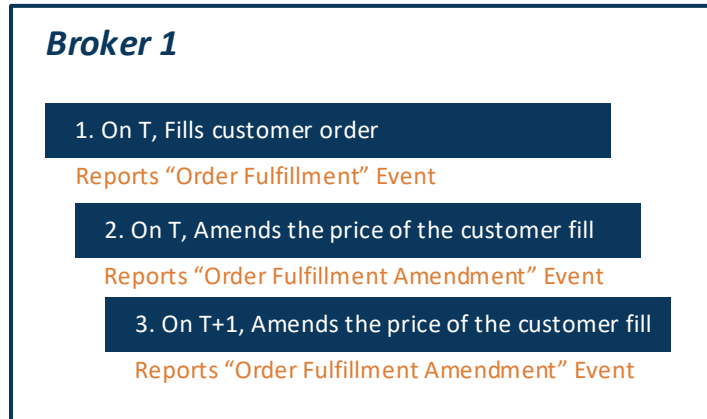 Broker 1
1. On T, Fills customer order
Reports “Order Fulfillment” Event
2. On T, Amends the price of the customer fill
Reports “Order Fulfillment Amendment” Event
3. On T+1, Amends the price of the customer fill
Reports “Order Fulfillment Amendment” Event